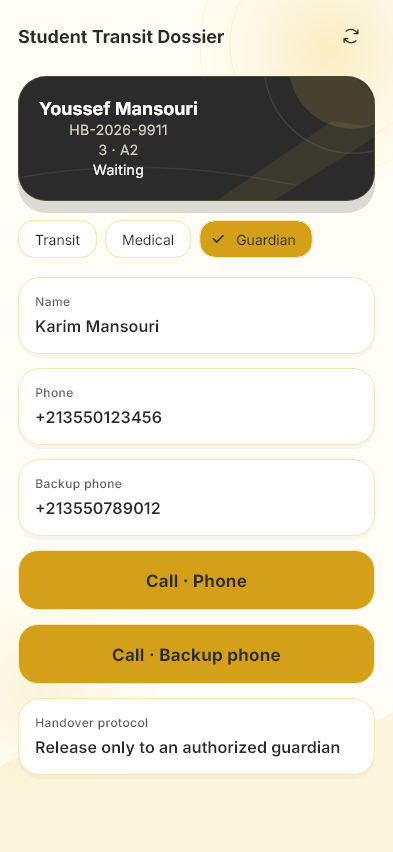 Student Transit Dossier
Youssef Mansouri
HB-2026-9911
3 · A2
Waiting
Transit
Medical
Guardian
Name
Karim Mansouri
Phone
+213550123456
Backup phone
+213550789012
Call · Phone
Call · Backup phone
Handover protocol
Release only to an authorized guardian